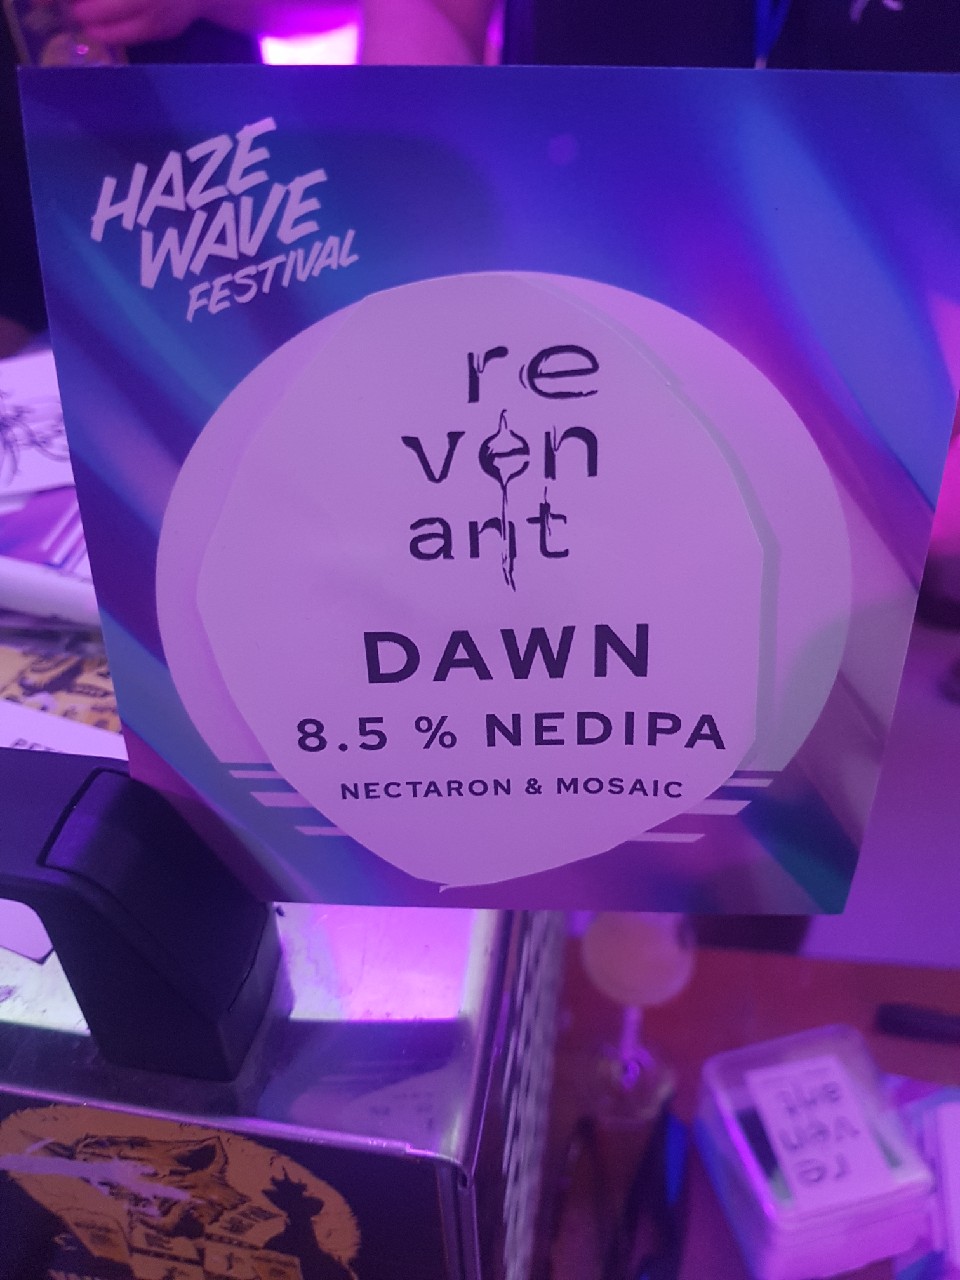 HAZE
WAVE
FESTIVAL
re
ven
ant
DAWN
8.5 % NEDIPA
NECTARON & MOSAIC
re
ven
ant